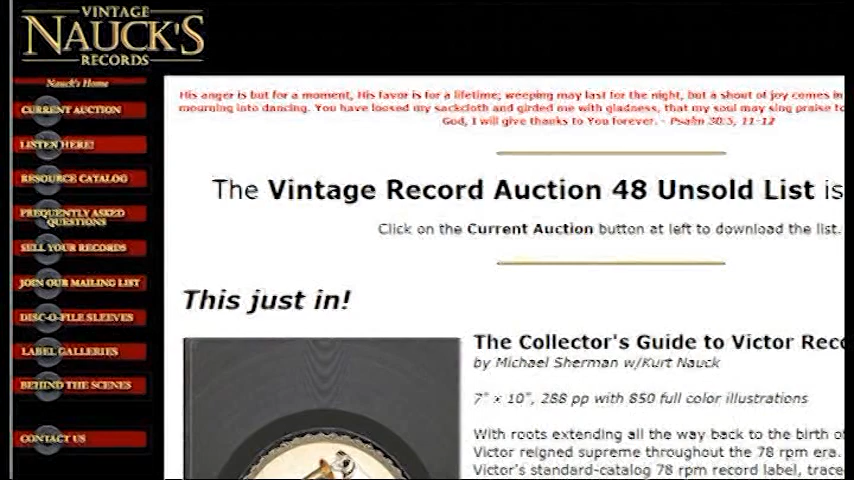 VINTAGE
NAUCK'S
RECORDS
Nauck's Home
CURRENT AUCTION
LISTEN HERE!
RESOURCE CATALOG
FREQUENTLY ASKED
QUESTIONS
SELL YOUR RECORDS
JOIN OUR MAILING LIST
DISC-O-FILE SLEEVES
LABEL GALLERIES
BEHIND THE SCENES
CONTACT US
His anger is but for a moment, His favor is for a lifetime; weeping may last for the night, but a shout of joy comes in
mourning into dancing. You have loosed my sackcloth and girded me with gladness, that my soul may sing praise to
God, I will give thanks to You forever. - Psalm 30:5, 11-12
The Vintage Record Auction 48 Unsold List is
Click on the Current Auction button at left to download the list.
This just in!
The Collector's Guide to Victor Reco
by Michael Sherman w/Kurt Nauck
7" x 10", 288 pp with 850 full color illustrations
With roots extending all the way back to the birth of
Victor reigned supreme throughout the 78 rpm era.
Victor's standard-catalog 78 rpm record label, trace